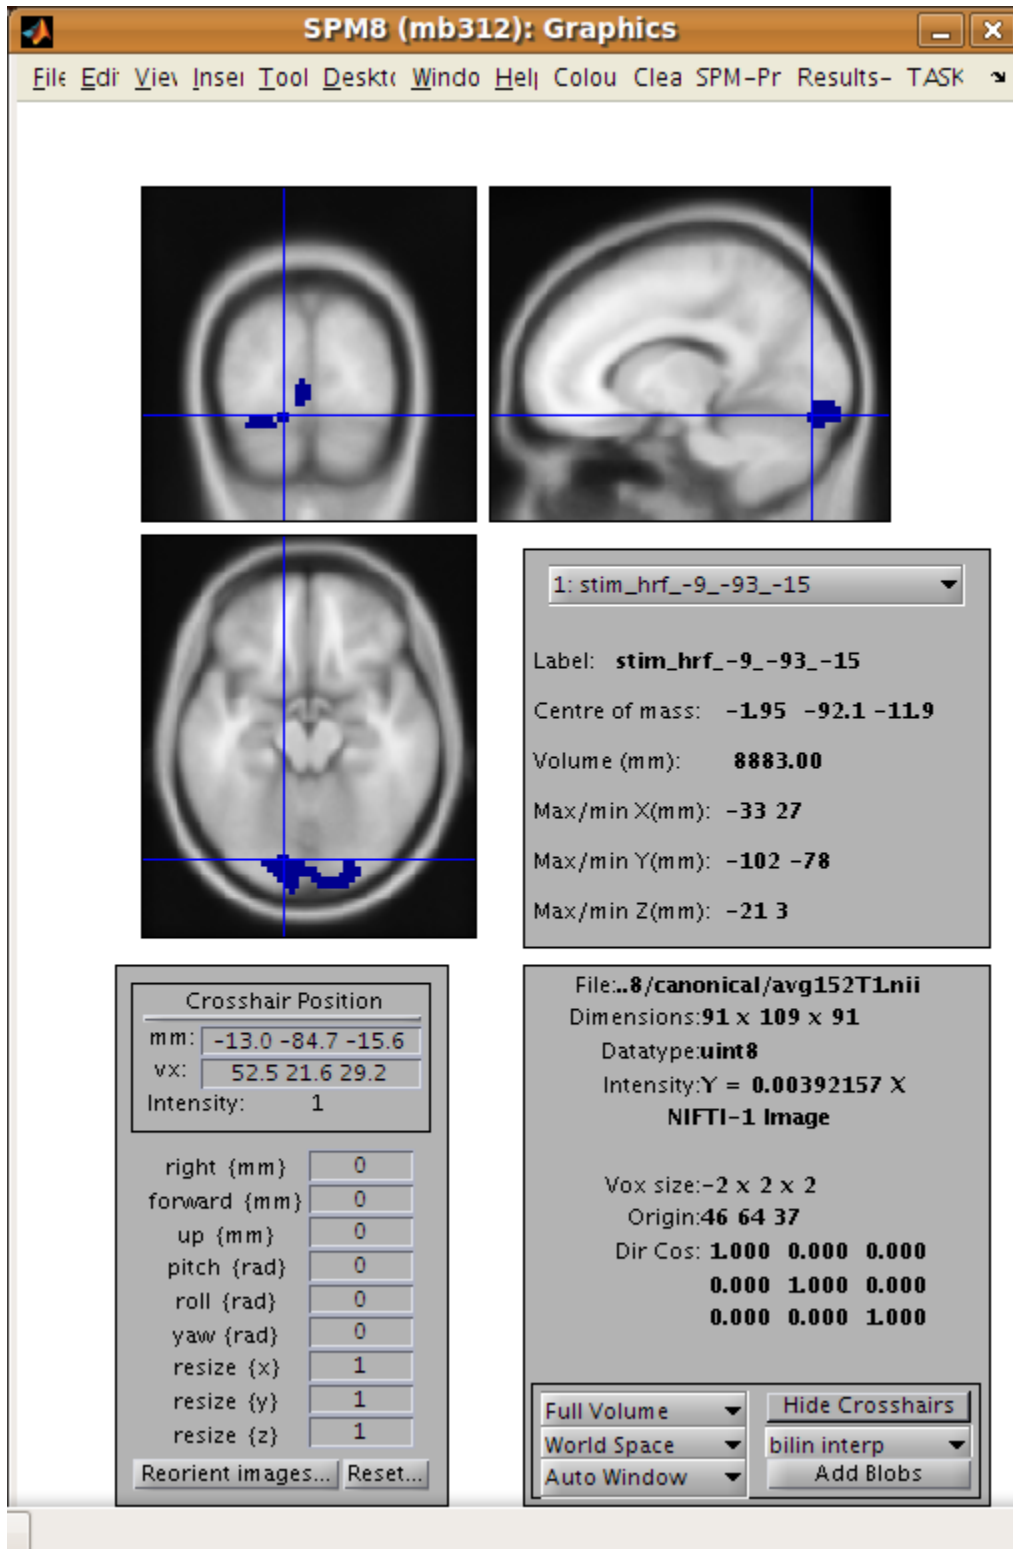 SPM8 (mb312): Graphics
File Edi View Inser Tool Deskto Windo Help Colou Clea SPM-Pr Results- TASK
1: stim_hrf_-9_-93_-15
Label: stim_hrf_-9_-93_-15
Centre of mass: -1.95 -92.1 -11.9
Volume (mm): 8883.00
Max/min X(mm): -33 27
Max/min Y(mm): -102 -78
Max/min Z(mm): -21 3
Crosshair Position
mm: -13.0 -84.7 -15.6
vx: 52.5 21.6 29.2
Intensity: 1
right {mm} 0
forward {mm} 0
up {mm} 0
pitch {rad} 0
roll {rad} 0
yaw {rad} 0
resize {x} 1
resize {y} 1
resize {z} 1
Reorient images... Reset...
File:..8/canonical/avg152T1.nii
Dimensions:91 x 109 x 91
Datatype:uint8
Intensity:Y = 0.00392157 X
NIFTI-1 Image
Vox size:-2 x 2 x 2
Origin:46 64 37
Dir Cos: 1.000 0.000 0.000
0.000 1.000 0.000
0.000 0.000 1.000
Full Volume Hide Crosshairs
World Space bilin interp
Auto Window Add Blobs